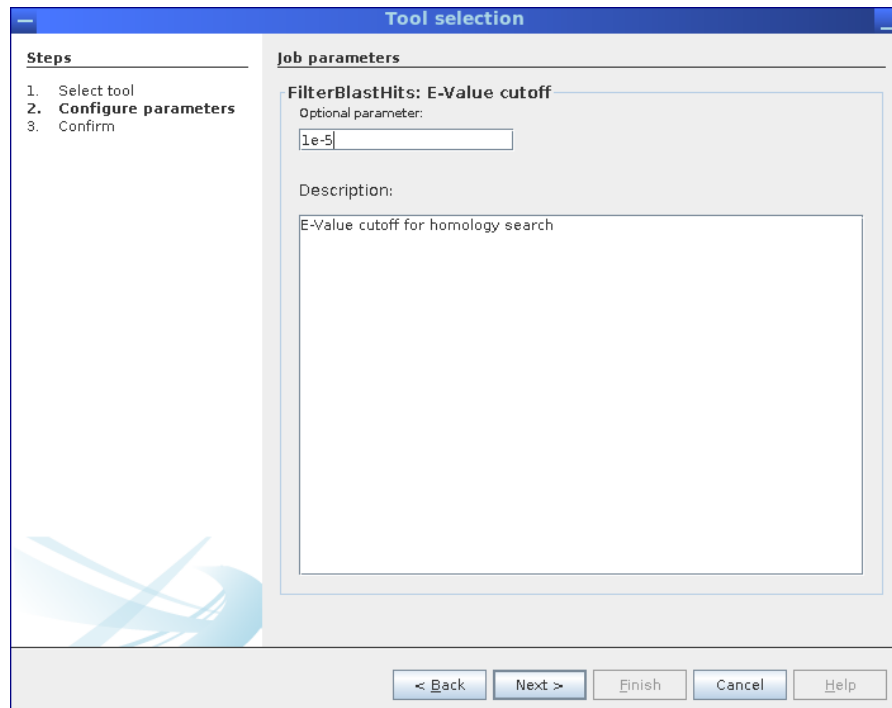 Tool selection
Steps
1. Select tool
2. Configure parameters
3. Confirm
Job parameters
FilterBlastHits: E-Value cutoff
Optional parameter:
1e-5
Description:
E-Value cutoff for homology search
< Back
Next >
Finish
Cancel
Help